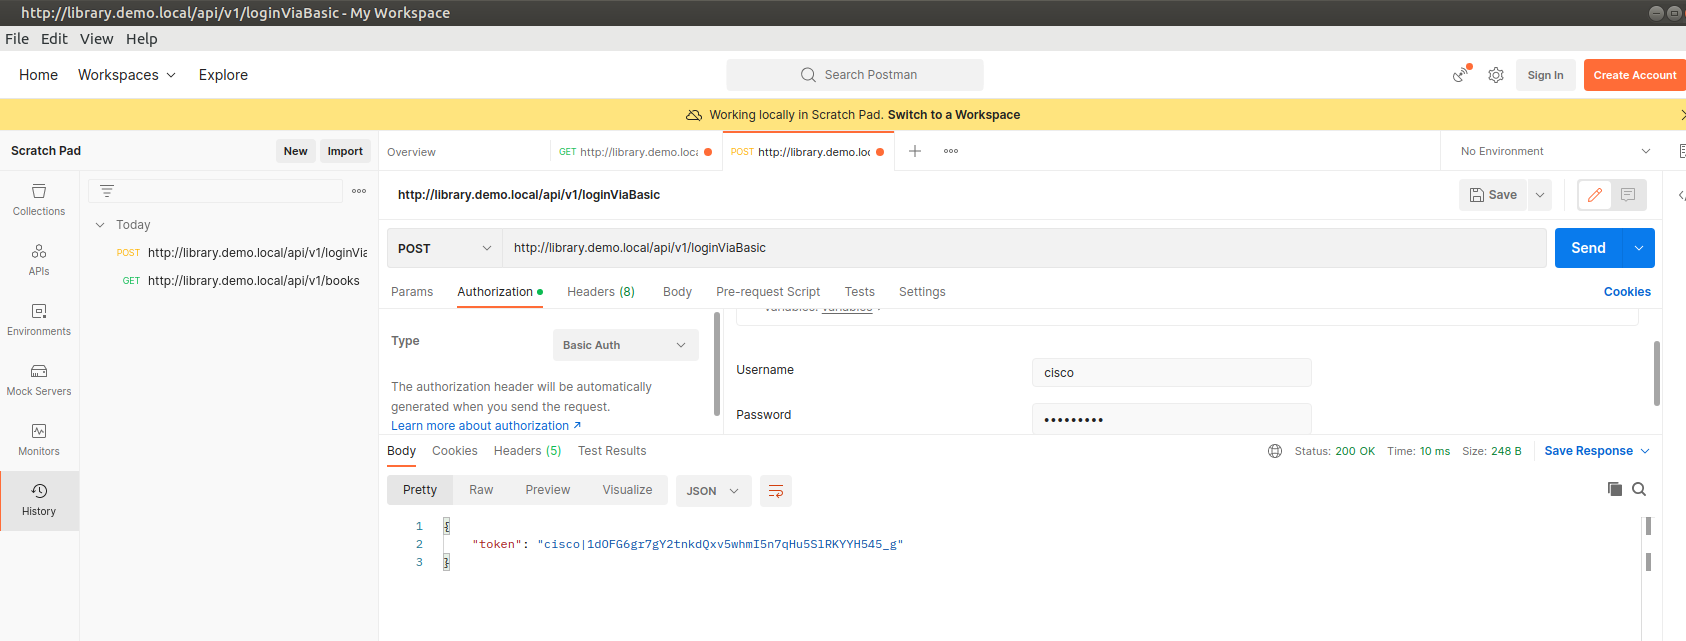 http://library.demo.local/api/v1/loginViaBasic - My Workspace
File Edit View Help
Home Workspaces Explore Search Postman Sign In Create Account
Working locally in Scratch Pad. Switch to a Workspace
Scratch Pad New Import Overview GET http://library.demo.loca POST http://library.demo.loc No Environment
Collections
APIs
Environments
Mock Servers
Monitors
History
Today
POST http://library.demo.local/api/v1/loginVia
GET http://library.demo.local/api/v1/books
http://library.demo.local/api/v1/loginViaBasic Save
POST http://library.demo.local/api/v1/loginViaBasic Send
Params Authorization Headers (8) Body Pre-request Script Tests Settings Cookies
Type Basic Auth
The authorization header will be automatically
generated when you send the request.
Learn more about authorization ↗
variables. variables
Username cisco
Password •••••••••
Body Cookies Headers (5) Test Results Status: 200 OK Time: 10 ms Size: 248 B Save Response
Pretty Raw Preview Visualize JSON
1 {
2 "token": "cisco|1dOFG6gr7gY2tnkdQxv5whmI5n7qHu5SlRKYYH545_g"
3 }